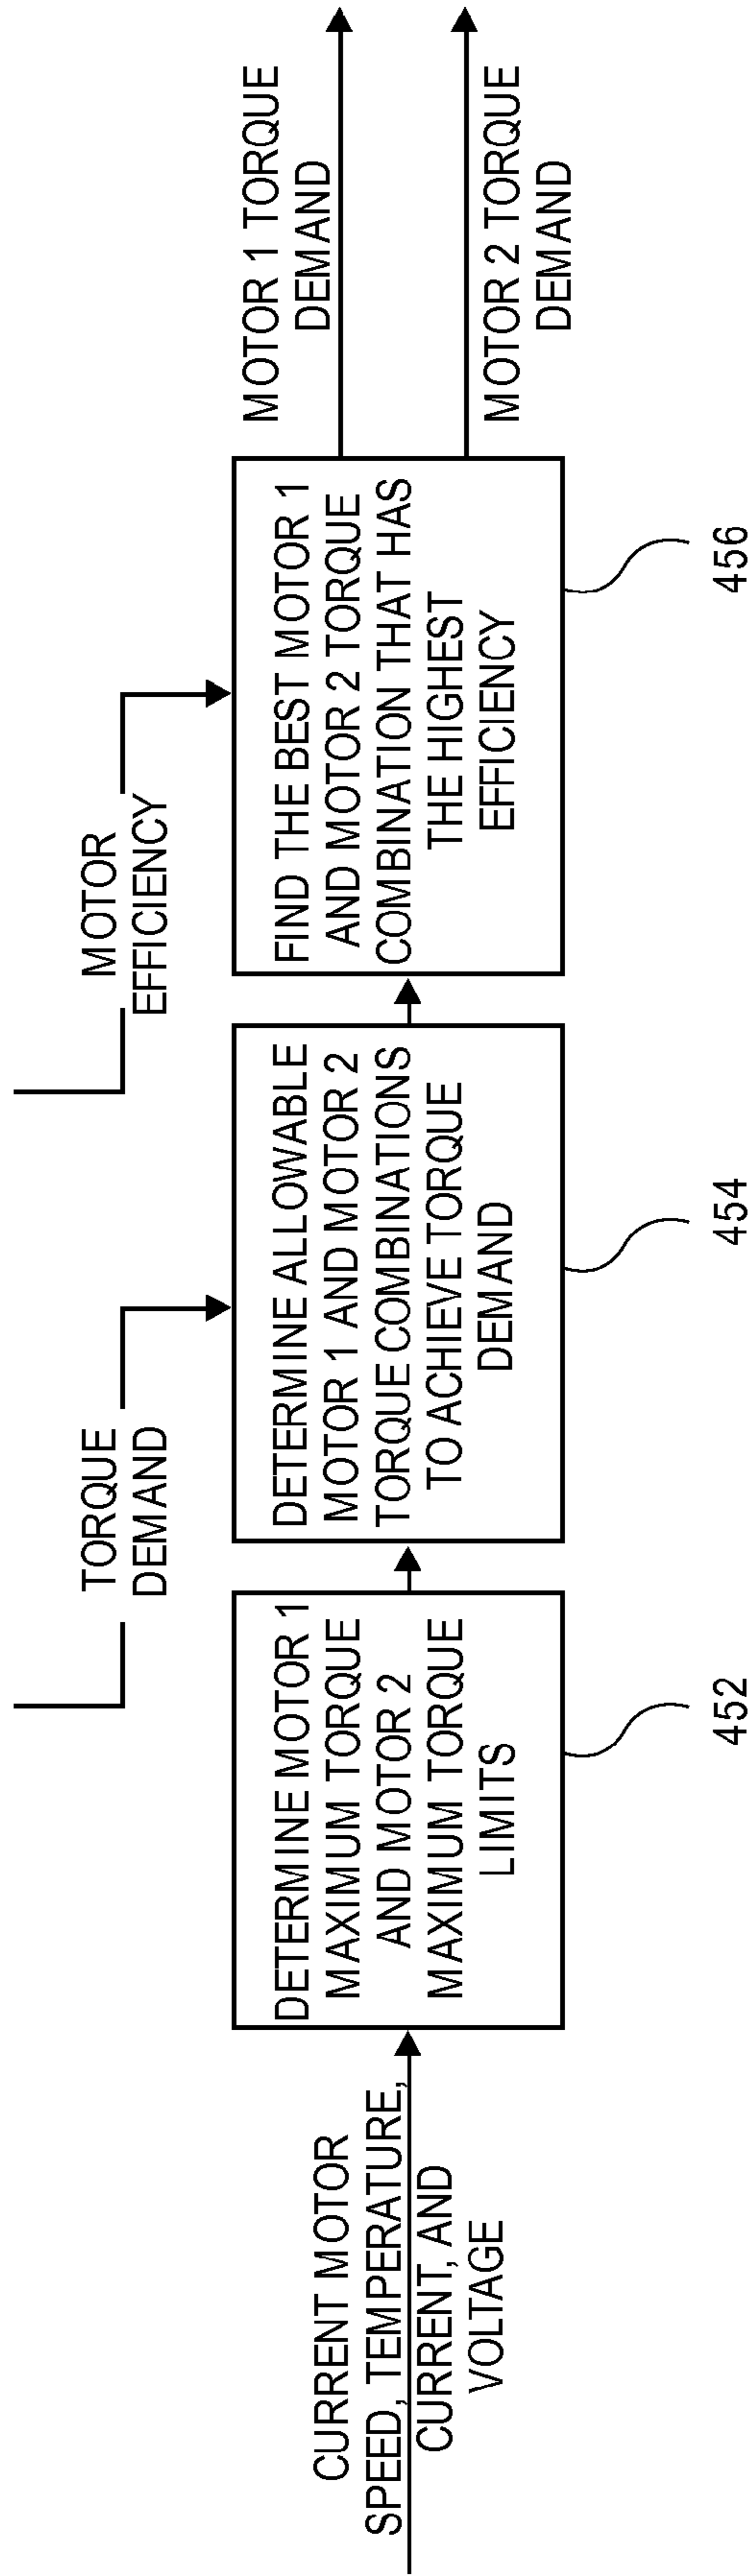 CURRENT MOTOR
SPEED, TEMPERATURE,
CURRENT, AND
VOLTAGE
DETERMINE MOTOR 1
MAXIMUM TORQUE
AND MOTOR 2
MAXIMUM TORQUE
LIMITS
452
TORQUE
DEMAND
DETERMINE ALLOWABLE
MOTOR 1 AND MOTOR 2
TORQUE COMBINATIONS
TO ACHIEVE TORQUE
DEMAND
454
MOTOR
EFFICIENCY
FIND THE BEST MOTOR 1
AND MOTOR 2 TORQUE
COMBINATION THAT HAS
THE HIGHEST
EFFICIENCY
456
MOTOR 1 TORQUE
DEMAND
MOTOR 2 TORQUE
DEMAND